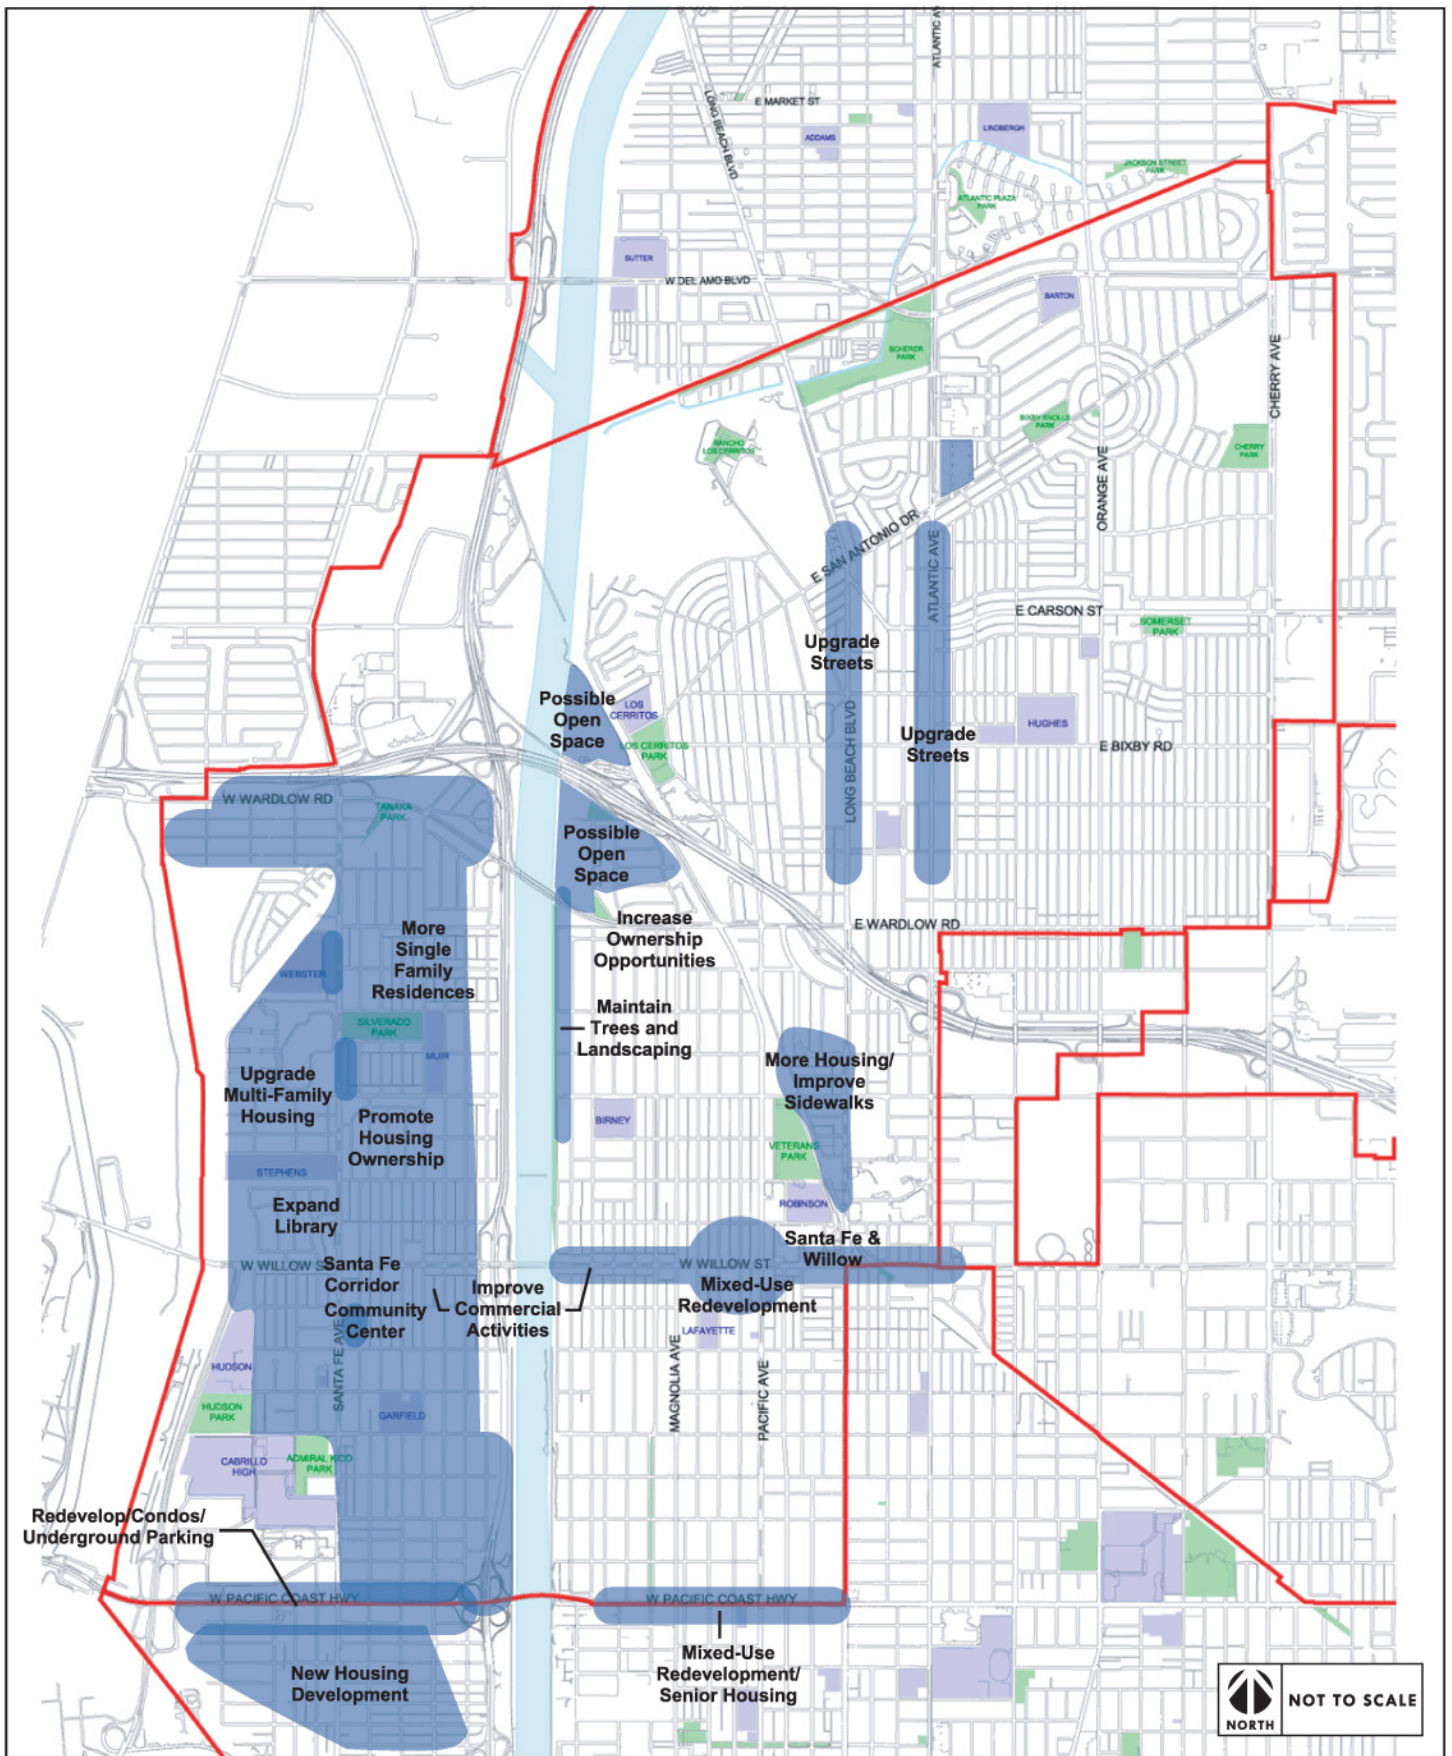 ATLANTIC AV
LONG BEACH BLVD
E MARKET ST
ADDAMS
LINDBERGH
JACKSON STREET
PARK
ATLANTIC PLAZA
PARK
SUTTER
W DEL AMO BLVD
BARTON
SCHERER
PARK
CHERRY AVE
BIXBY KNOLLS
PARK
RANCHO
LOS CERRITOS
CHERRY
PARK
ORANGE AVE
E SAN ANTONIO DR
ATLANTIC AVE
E CARSON ST
SOMERSET
PARK
Upgrade
Streets
Possible
Open
Space
LOS
CERRITOS
LOS CERRITOS
PARK
LONG BEACH BLVD
Upgrade
Streets
HUGHES
E BIXBY RD
W WARDLOW RD
TANAKA
PARK
Possible
Open
Space
E WARDLOW RD
Increase
Ownership
Opportunities
More
Single
Family
Residences
WEBSTER
Maintain
Trees and
Landscaping
SILVERADO
PARK
MUIR
More Housing/
Improve
Sidewalks
Upgrade
Multi-Family
Housing
Promote
Housing
Ownership
BIRNEY
VETERANS
PARK
STEPHENS
ROBINSON
Expand
Library
Santa Fe &
Willow
W WILLOW S
Santa Fe
Corridor
W WILLOW ST
Improve
Commercial
Activities
Mixed-Use
Redevelopment
Community
Center
LAFAYETTE
SANTA FE AVE
MAGNOLIA AVE
PACIFIC AVE
HUDSON
HUDSON
PARK
GARFIELD
CABRILLO
HIGH
ADMIRAL KIDD
PARK
Redevelop/Condos/
Underground Parking
W PACIFIC COAST HWY
W PACIFIC COAST HWY
New Housing
Development
Mixed-Use
Redevelopment/
Senior Housing
NORTH
NOT TO SCALE